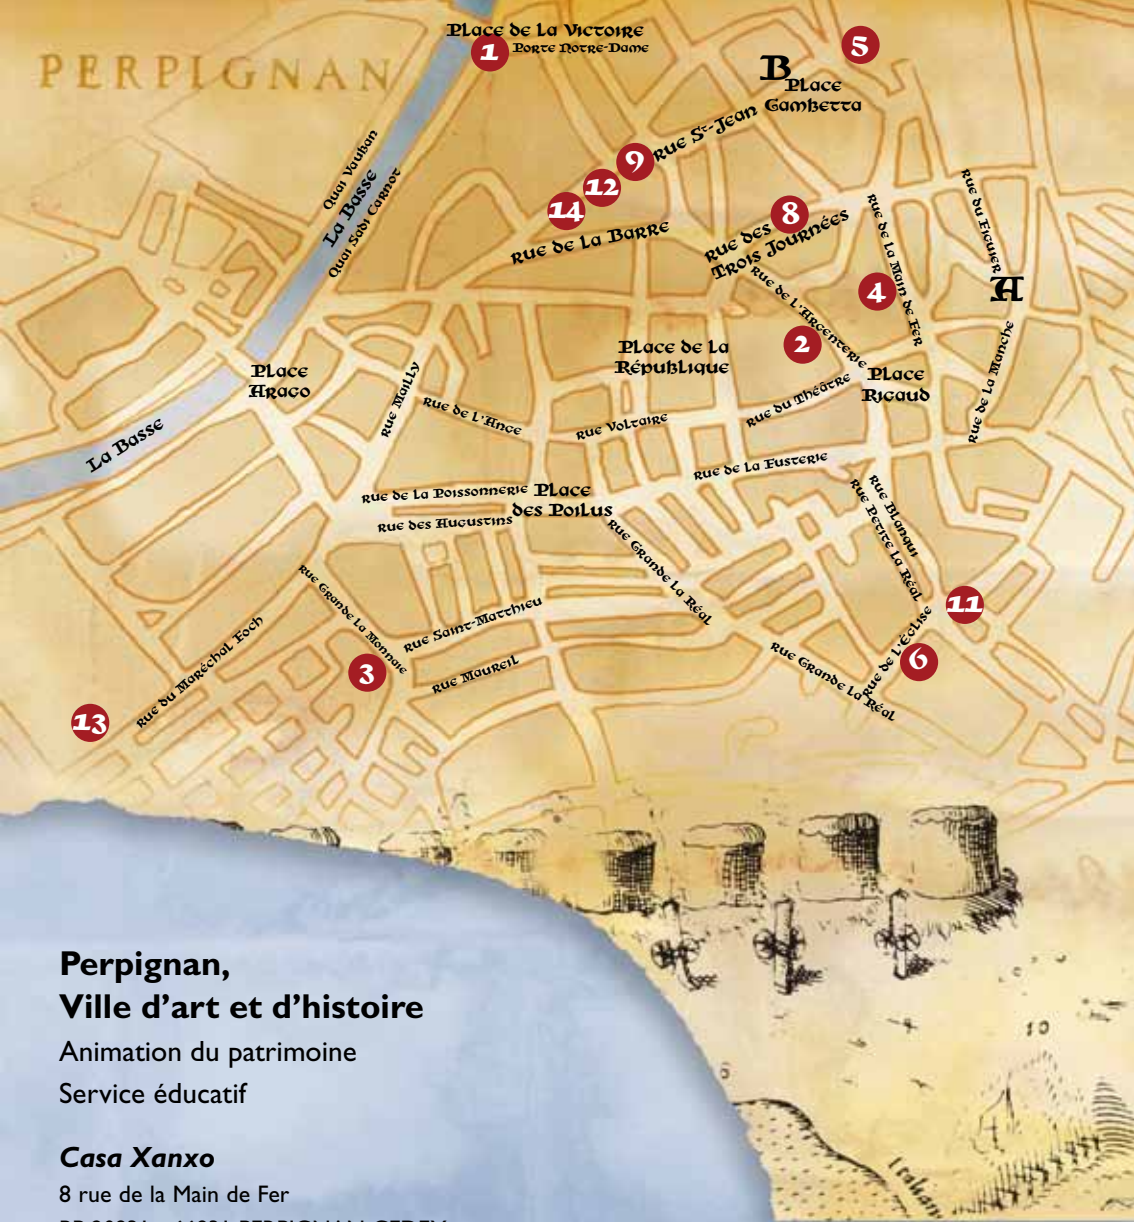 Place de la Victoire
Porte Notre-Dame
1
5
PERPIGNAN
B
Place
Gambetta
Quai Vauban
La Basse
Quai Sadi Carnot
Rue St-Jean
9
12
14
Rue de la Barre
8
Rue des
Trois Journées
Rue de la Main de Fer
Rue du Figuier
A
4
Rue de l'Argenterie
2
Place de la
République
Place
Arago
Rue Mailly
Rue de l'Ange
Rue Voltaire
Rue du Théâtre
Place
Rigaud
Rue de la Manche
La Basse
Rue de la Fusterie
Rue de la Poissonnerie
Place
des Poilus
Rue des Augustins
Rue Blanqui
Rue Petite la Réal
Rue Grande la Réal
Rue Grande la Monnaie
Rue Saint-Matthieu
11
Rue de l'Église
6
Rue Maureil
3
Rue Grande la Réal
Rue du Maréchal Foch
13
10
Perpignan,
Ville d'art et d'histoire
Animation du patrimoine
Service éducatif
Casa Xanxo
8 rue de la Main de Fer